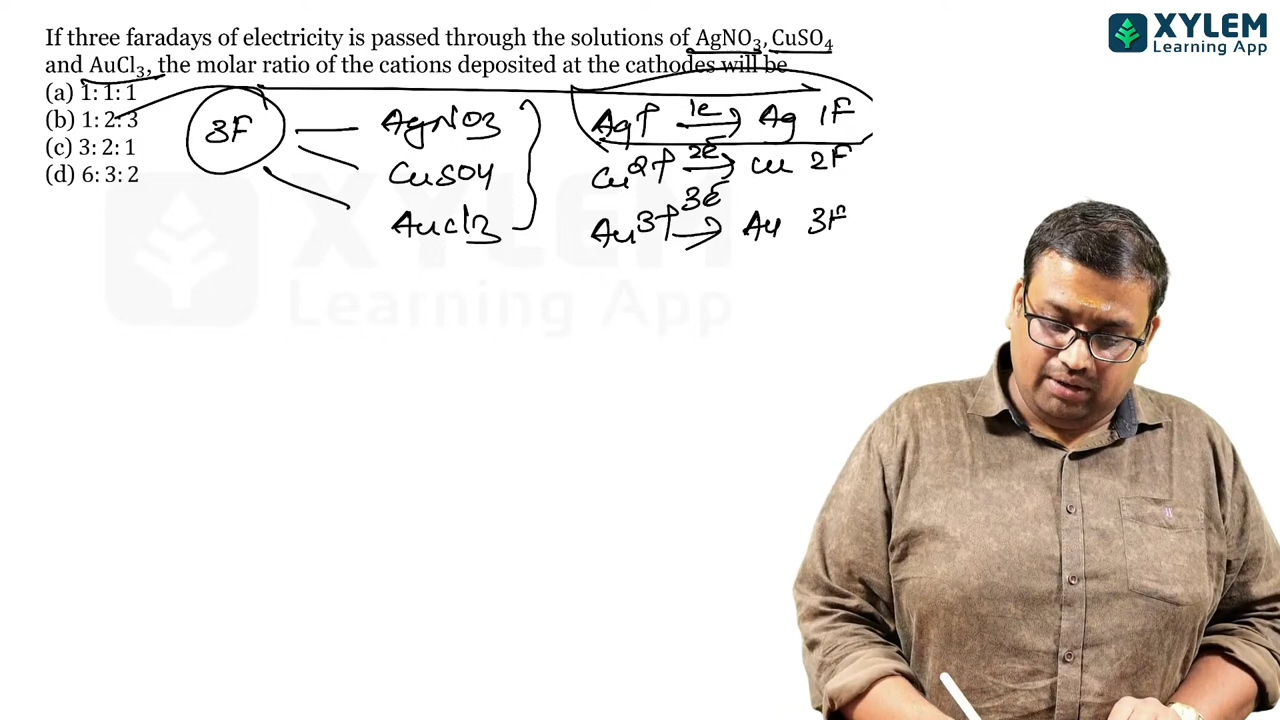 If three faradays of electricity is passed through the solutions of AgNO3, CuSO4
and AuCl3, the molar ratio of the cations deposited at the cathodes will be
(a) 1: 1: 1
(b) 1: 2: 3
(c) 3: 2: 1
(d) 6: 3: 2
3F
AgNO3
CuSO4
AuCl3
Ag+ 1e Ag 1F
Cu2+ 2e Cu 2F
Au3+ 3e Au 3F
XYLEM
Learning App
XYLEM
Learning App